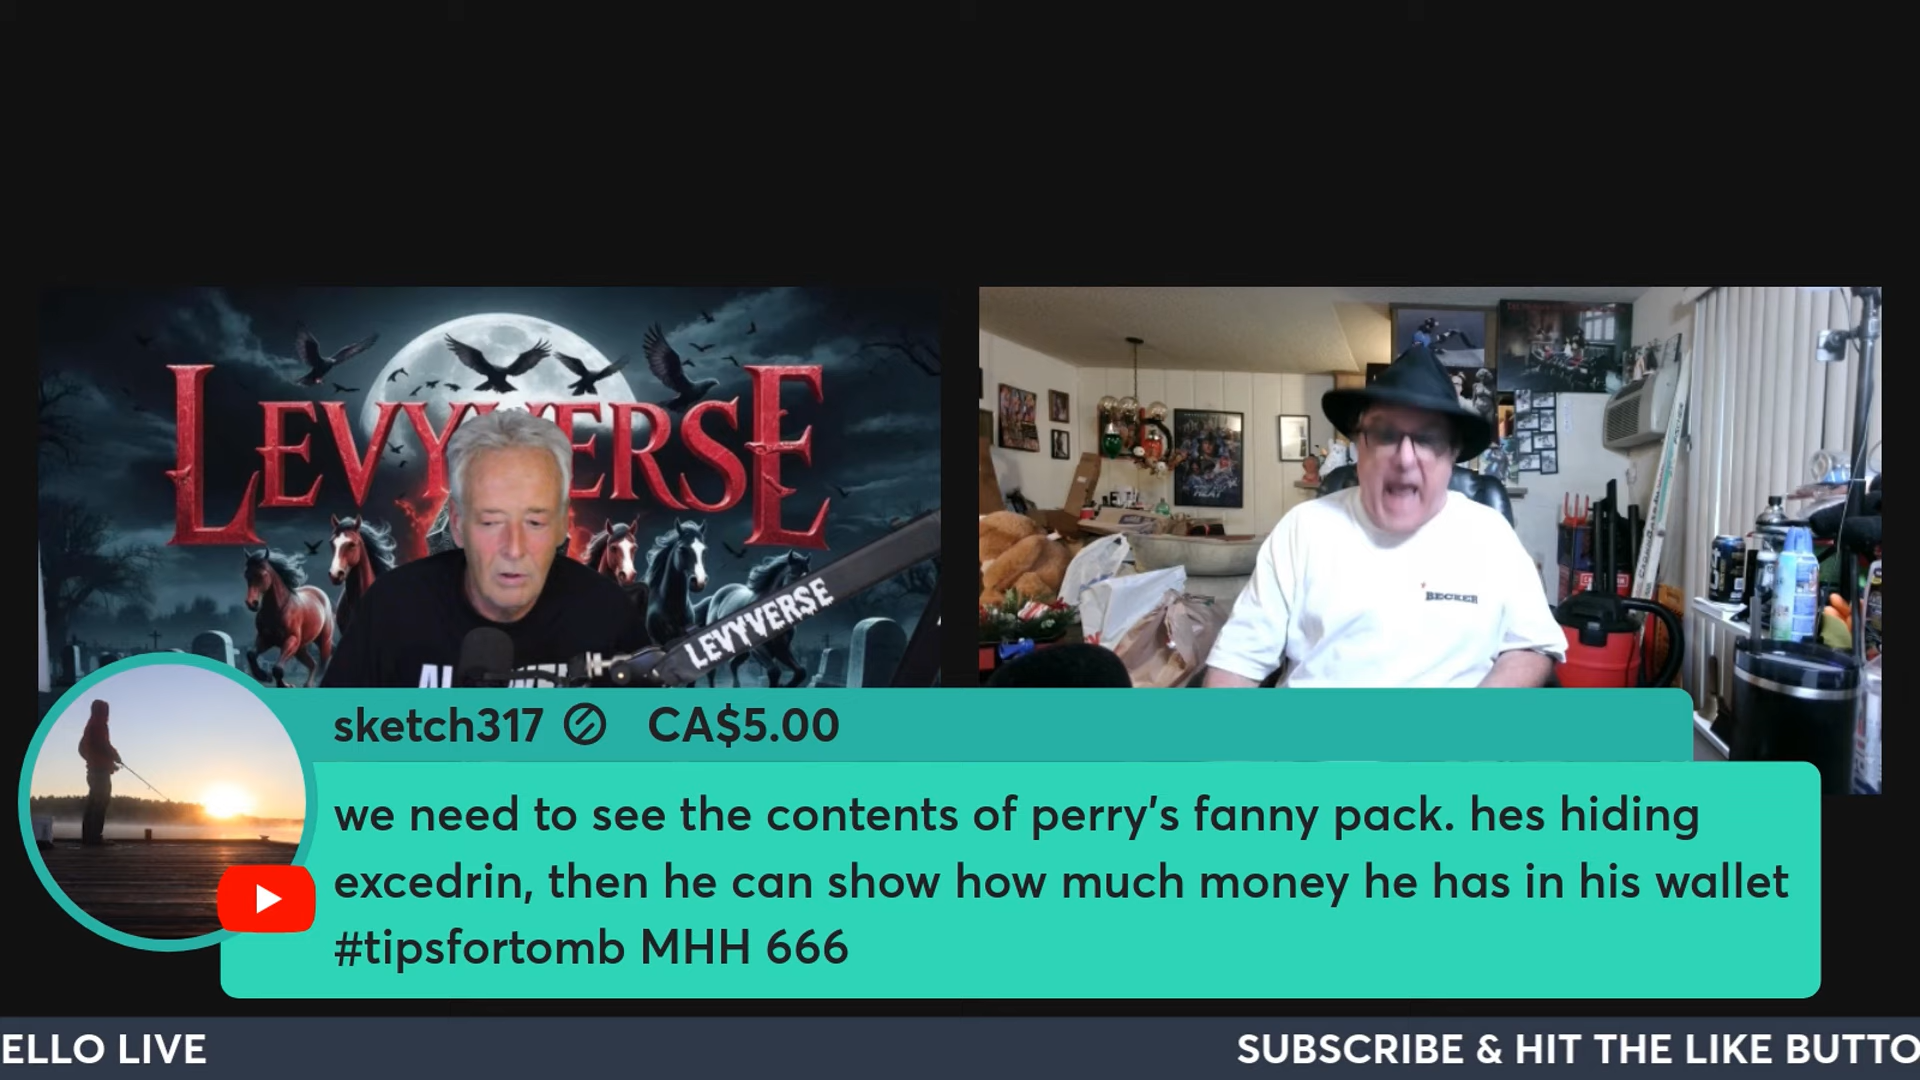 LEVYVERSE
LEVYVERSE
BECKER
sketch317 CA$5.00
we need to see the contents of perry's fanny pack. hes hiding
excedrin, then he can show how much money he has in his wallet
#tipsfortomb MHH 666
ELLO LIVE
SUBSCRIBE & HIT THE LIKE BUTTO